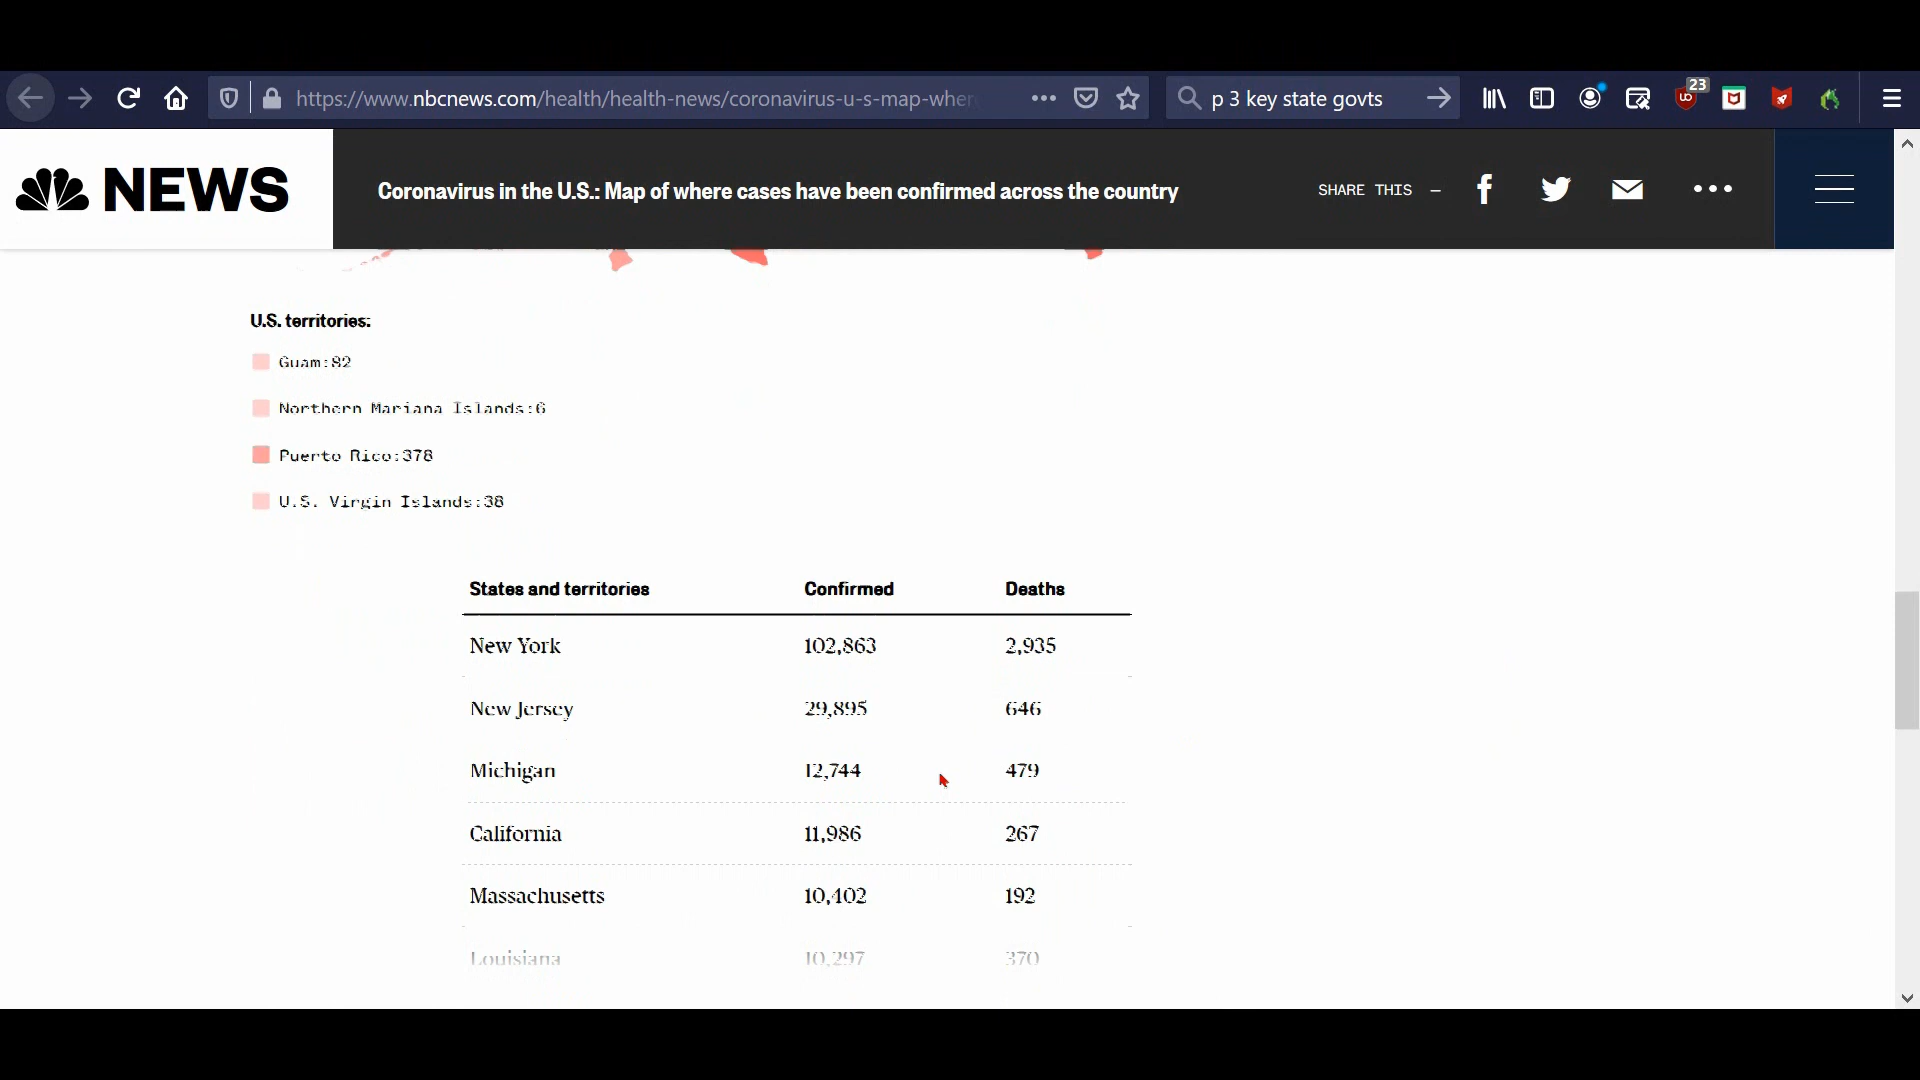 https://www.nbcnews.com/health/health-news/coronavirus-u-s-map-wher
p 3 key state govts
23
NEWS
Coronavirus in the U.S.: Map of where cases have been confirmed across the country
SHARE THIS –
U.S. territories:
Guam:82
Northern Mariana Islands:6
Puerto Rico:378
U.S. Virgin Islands:38
States and territories Confirmed Deaths
New York 102,863 2,935
New Jersey 29,895 646
Michigan 12,744 479
California 11,986 267
Massachusetts 10,402 192
Louisiana 10,297 370